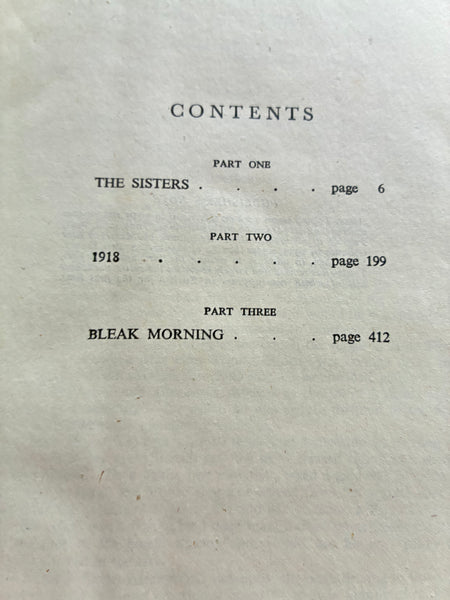 CONTENTS
PART ONE
THE SISTERS . . . . page 6
PART TWO
1918 . . . . . . page 199
PART THREE
BLEAK MORNING . . . page 412